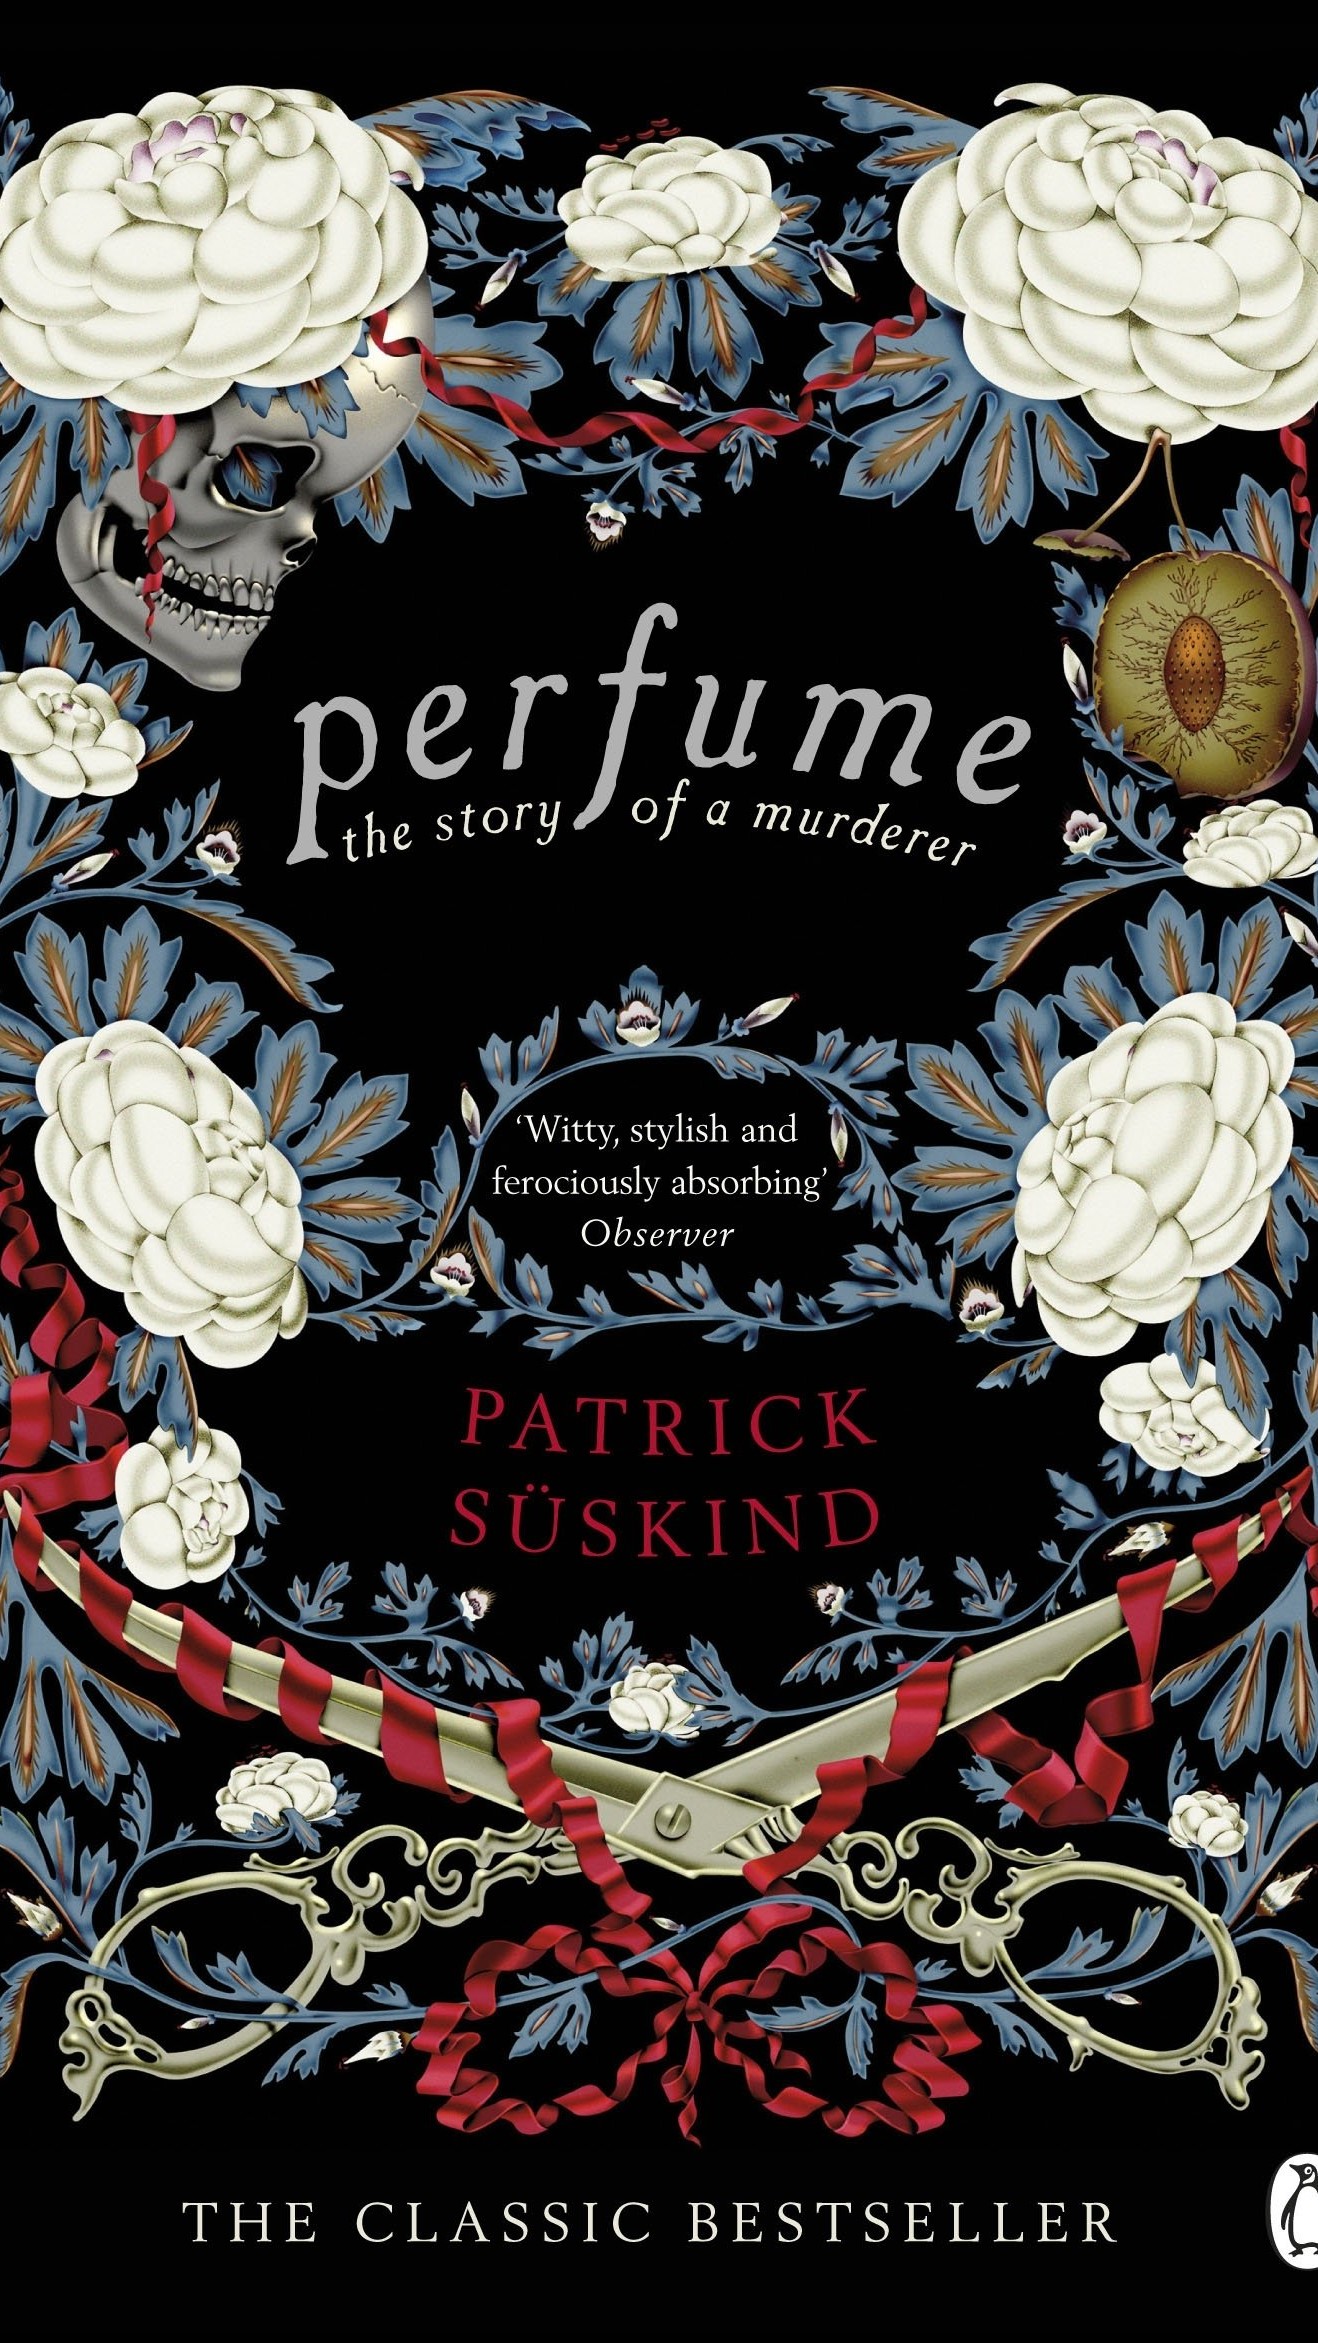 perfume
the story of a murderer
‘Witty, stylish and
ferociously absorbing’
Observer
PATRICK
SÜSKIND
THE CLASSIC BESTSELLER